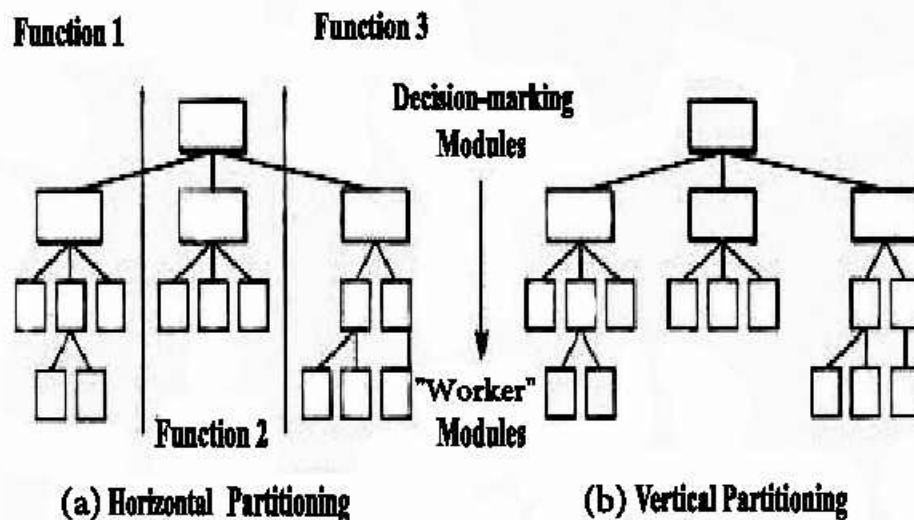 Function 1
Function 3
Decision-marking
Modules
"Worker"
Modules
Function 2
(a) Horizontal Partitioning
(b) Vertical Partitioning